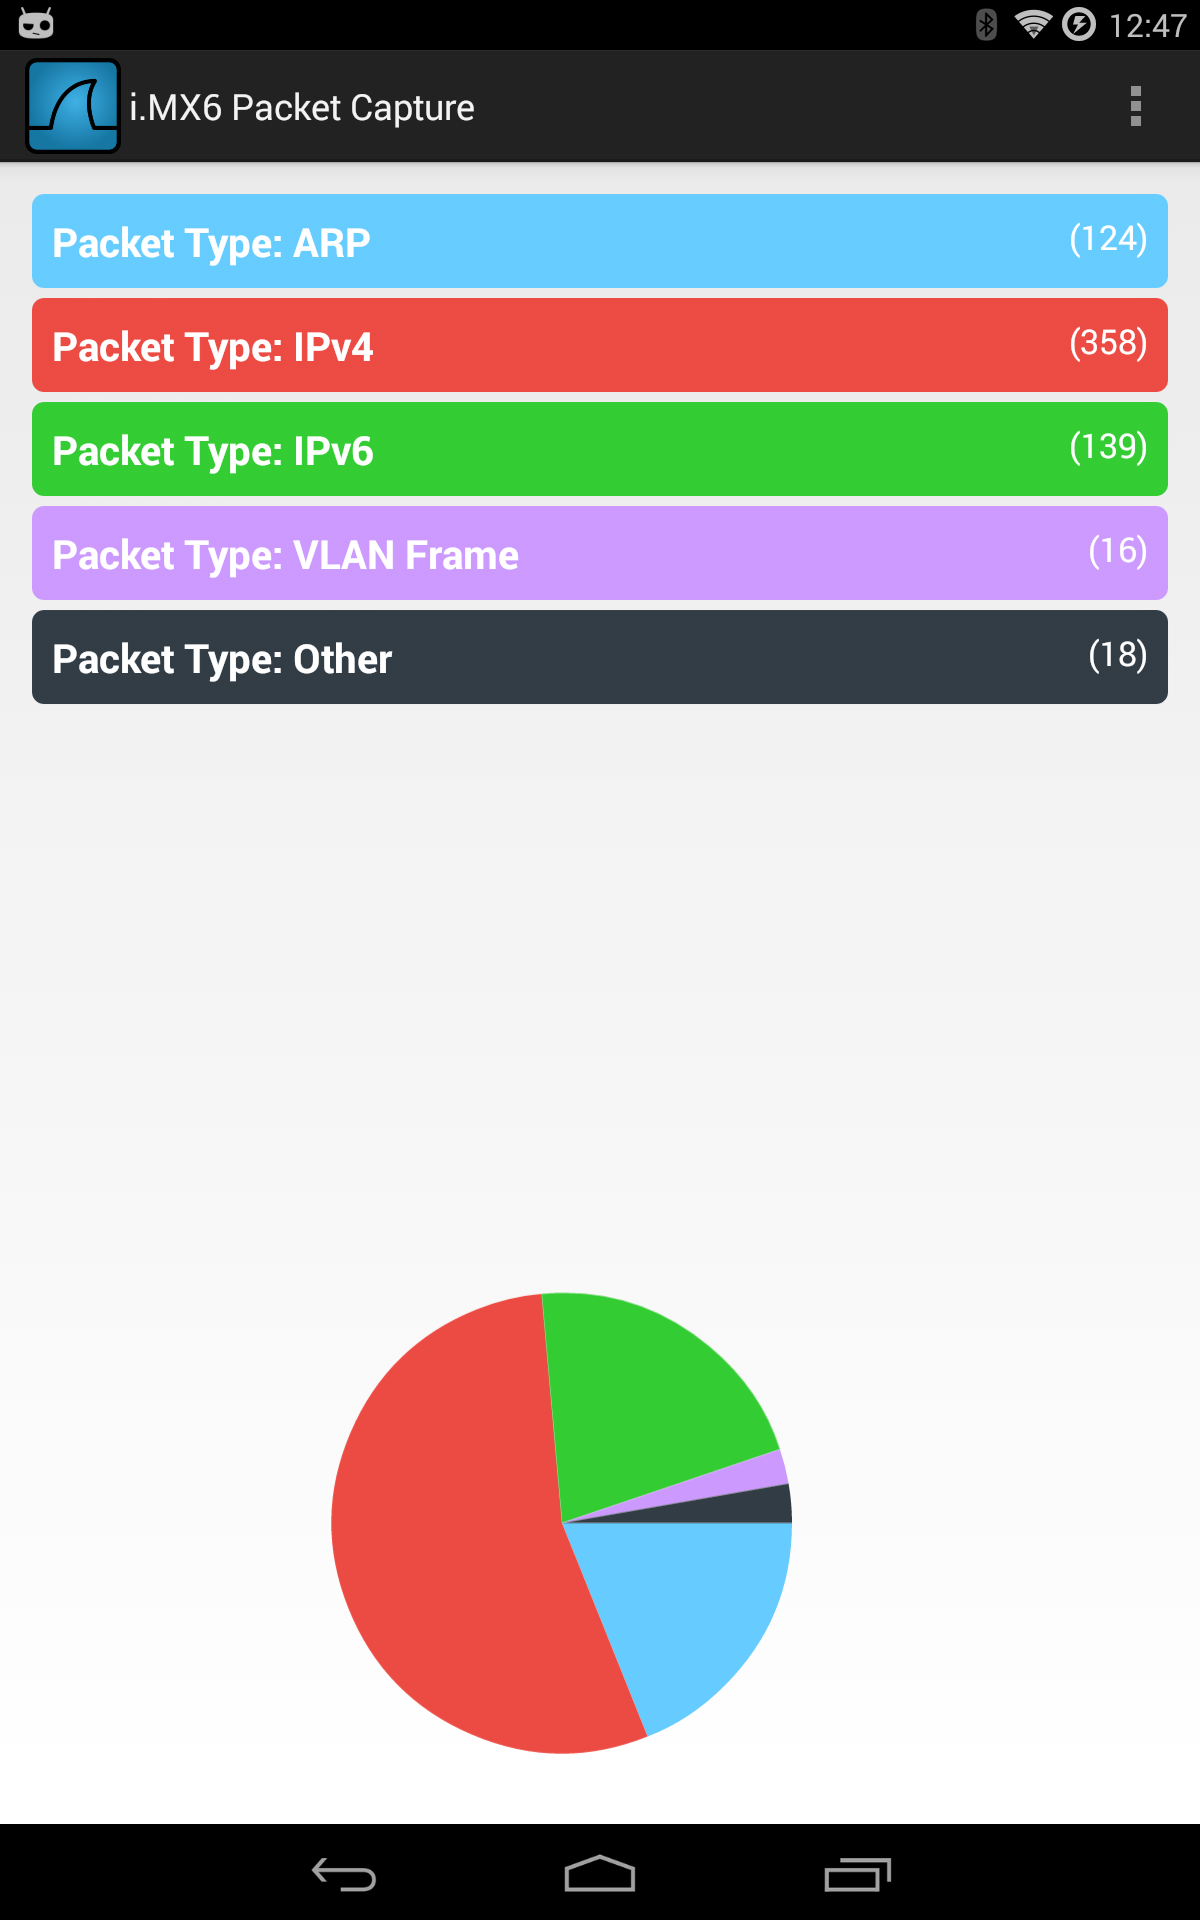 12:47
i.MX6 Packet Capture
Packet Type: ARP (124)
Packet Type: IPv4 (358)
Packet Type: IPv6 (139)
Packet Type: VLAN Frame (16)
Packet Type: Other (18)